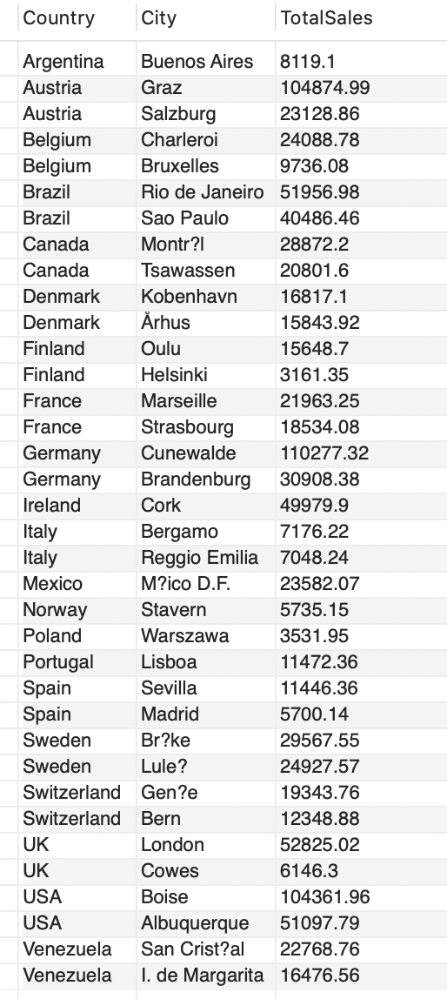 Country City TotalSales
Argentina Buenos Aires 8119.1
Austria Graz 104874.99
Austria Salzburg 23128.86
Belgium Charleroi 24088.78
Belgium Bruxelles 9736.08
Brazil Rio de Janeiro 51956.98
Brazil Sao Paulo 40486.46
Canada Montr?l 28872.2
Canada Tsawassen 20801.6
Denmark Kobenhavn 16817.1
Denmark Århus 15843.92
Finland Oulu 15648.7
Finland Helsinki 3161.35
France Marseille 21963.25
France Strasbourg 18534.08
Germany Cunewalde 110277.32
Germany Brandenburg 30908.38
Ireland Cork 49979.9
Italy Bergamo 7176.22
Italy Reggio Emilia 7048.24
Mexico M?ico D.F. 23582.07
Norway Stavern 5735.15
Poland Warszawa 3531.95
Portugal Lisboa 11472.36
Spain Sevilla 11446.36
Spain Madrid 5700.14
Sweden Br?ke 29567.55
Sweden Lule? 24927.57
Switzerland Gen?e 19343.76
Switzerland Bern 12348.88
UK London 52825.02
UK Cowes 6146.3
USA Boise 104361.96
USA Albuquerque 51097.79
Venezuela San Crist?al 22768.76
Venezuela I. de Margarita 16476.56